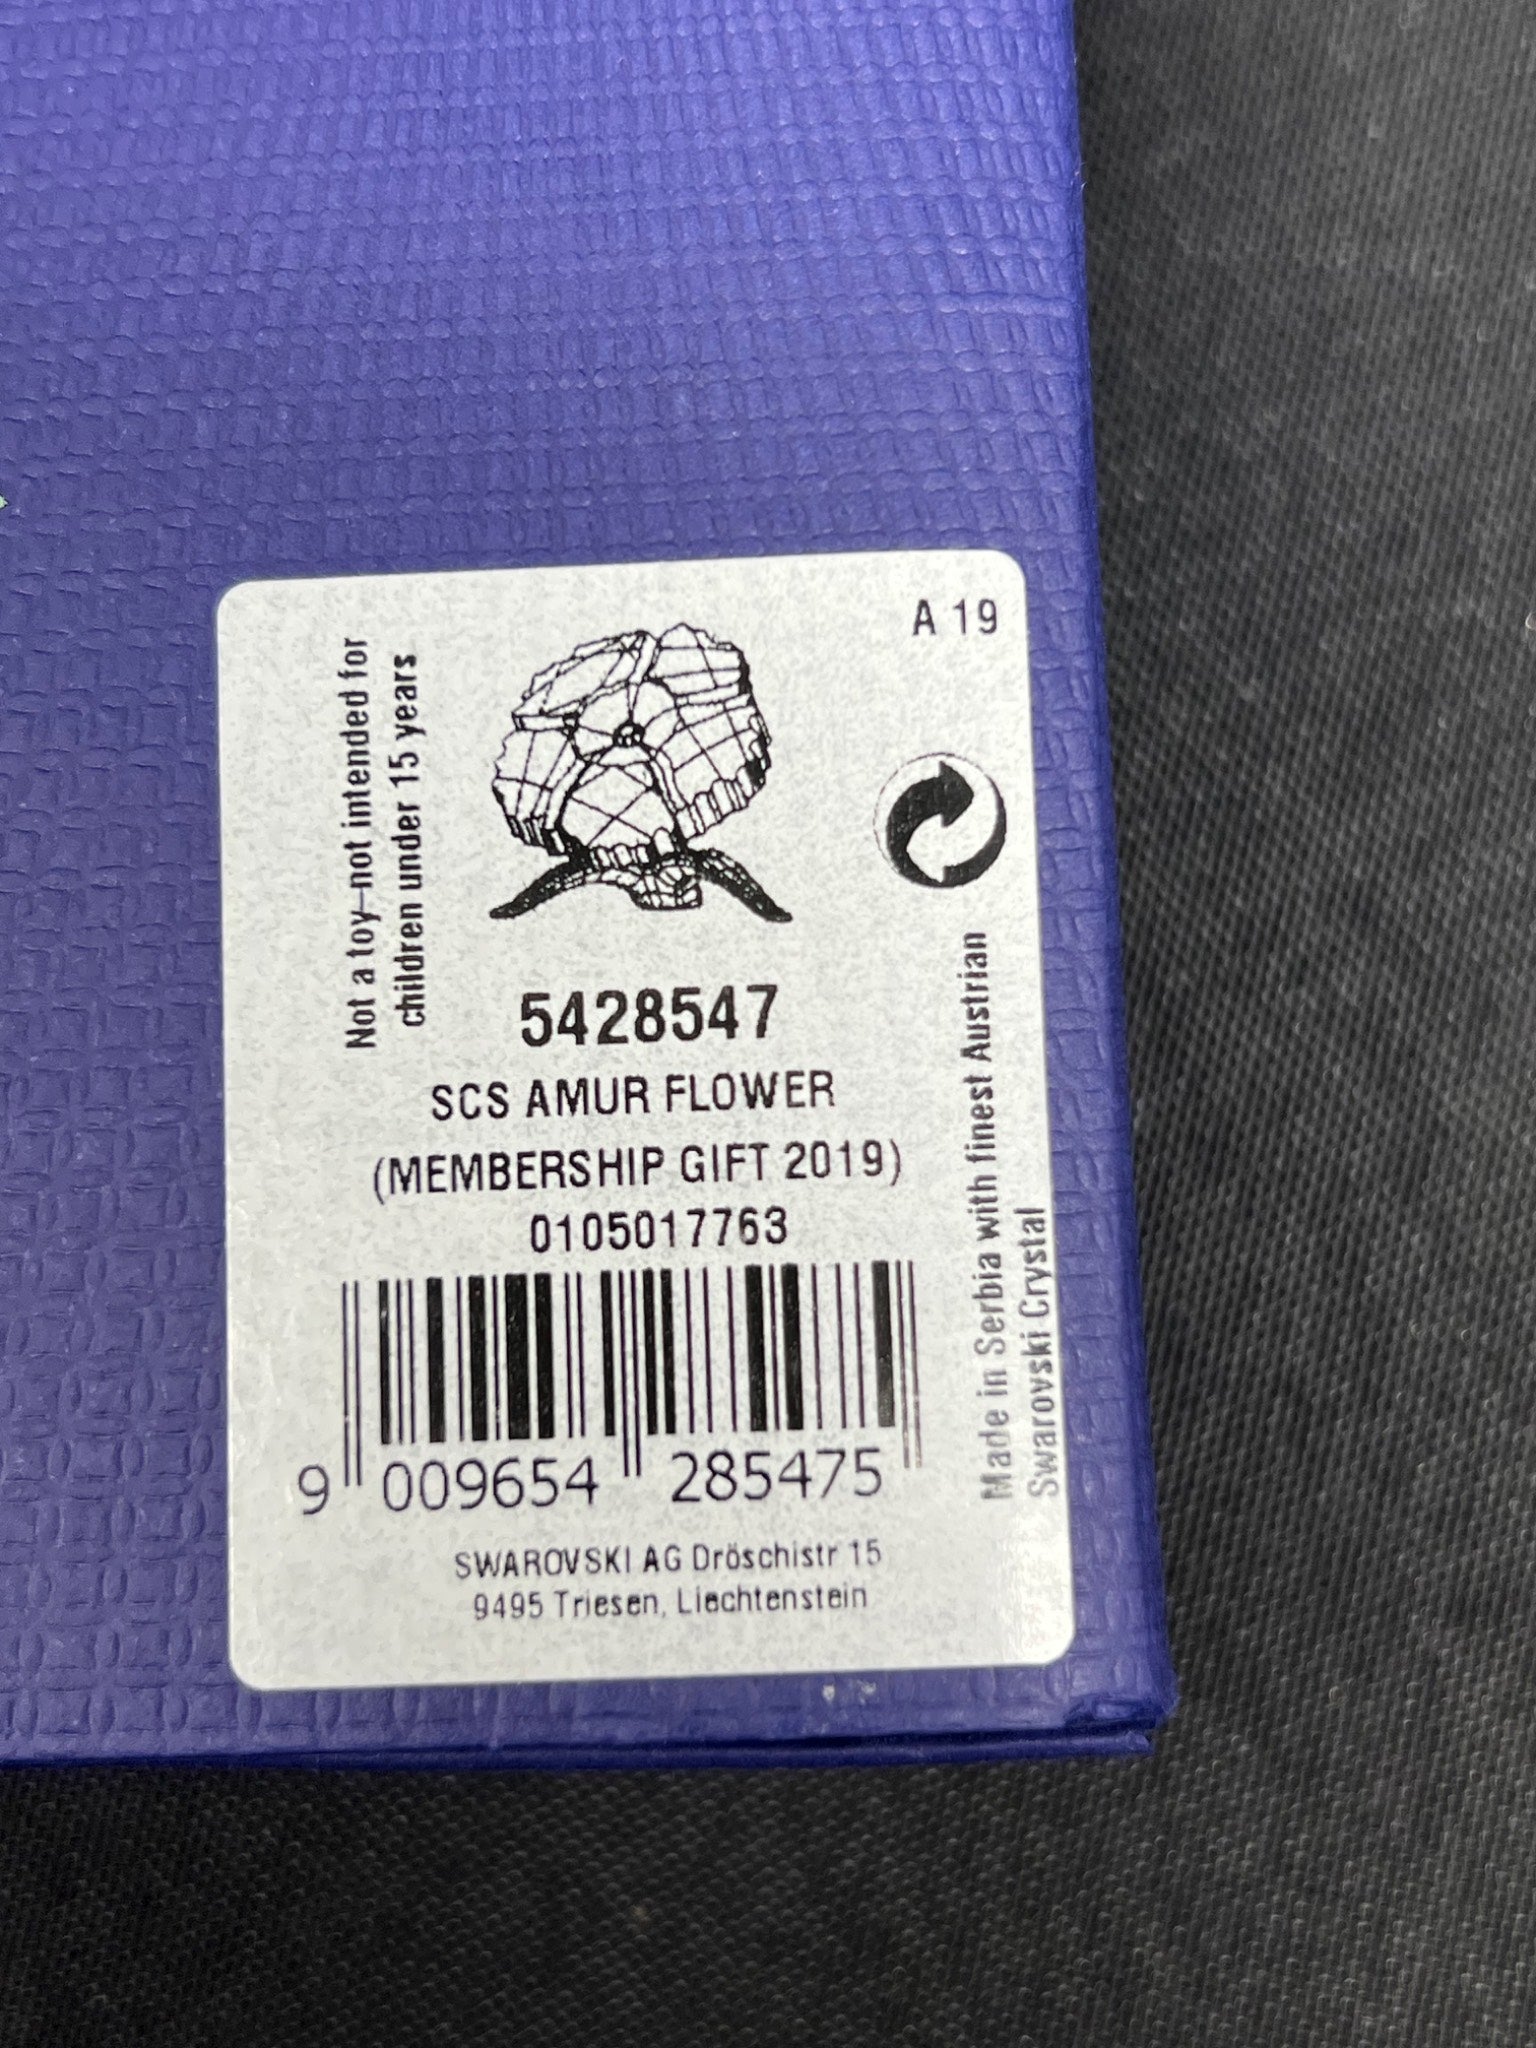 A 19
Not a toy–not intended for
children under 15 years
5428547
SCS AMUR FLOWER
(MEMBERSHIP GIFT 2019)
0105017763
9 009654 285475
Made in Serbia with finest Austrian
Swarovski Crystal
SWAROVSKI AG Dröschistr 15
9495 Triesen, Liechtenstein